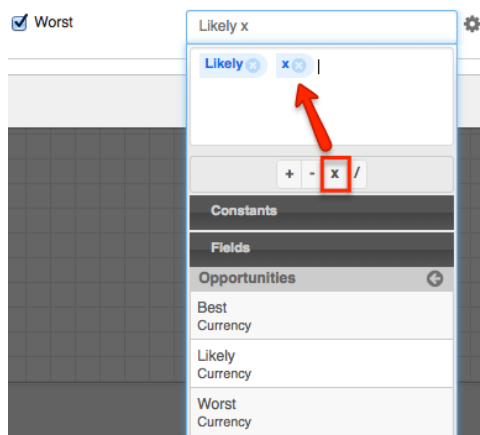 Worst
Likely x
Likely x
+ - x /
Constants
Fields
Opportunities
Best
Currency
Likely
Currency
Worst
Currency